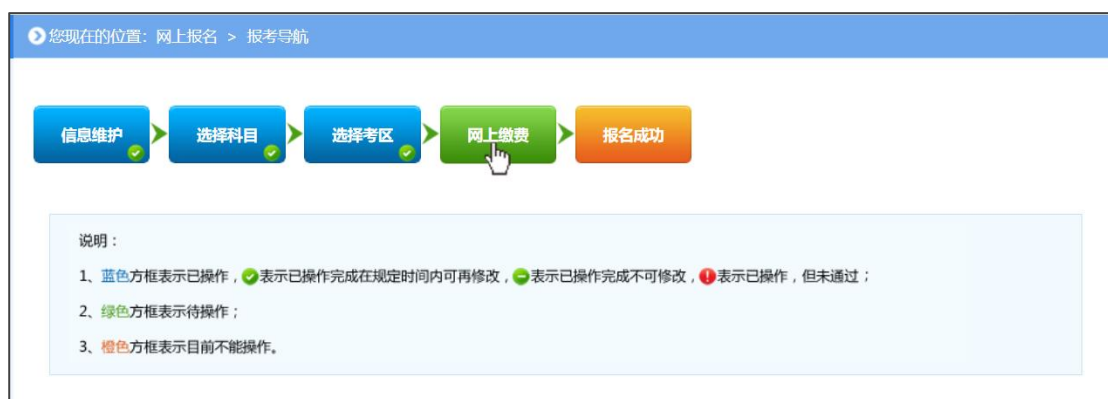 您现在的位置：网上报名 > 报考导航
信息维护 选择科目 选择考区 网上缴费 报名成功
说明：
1、蓝色方框表示已操作，表示已操作完成在规定时间内可再修改，表示已操作完成不可修改，表示已操作，但未通过；
2、绿色方框表示待操作；
3、橙色方框表示目前不能操作。